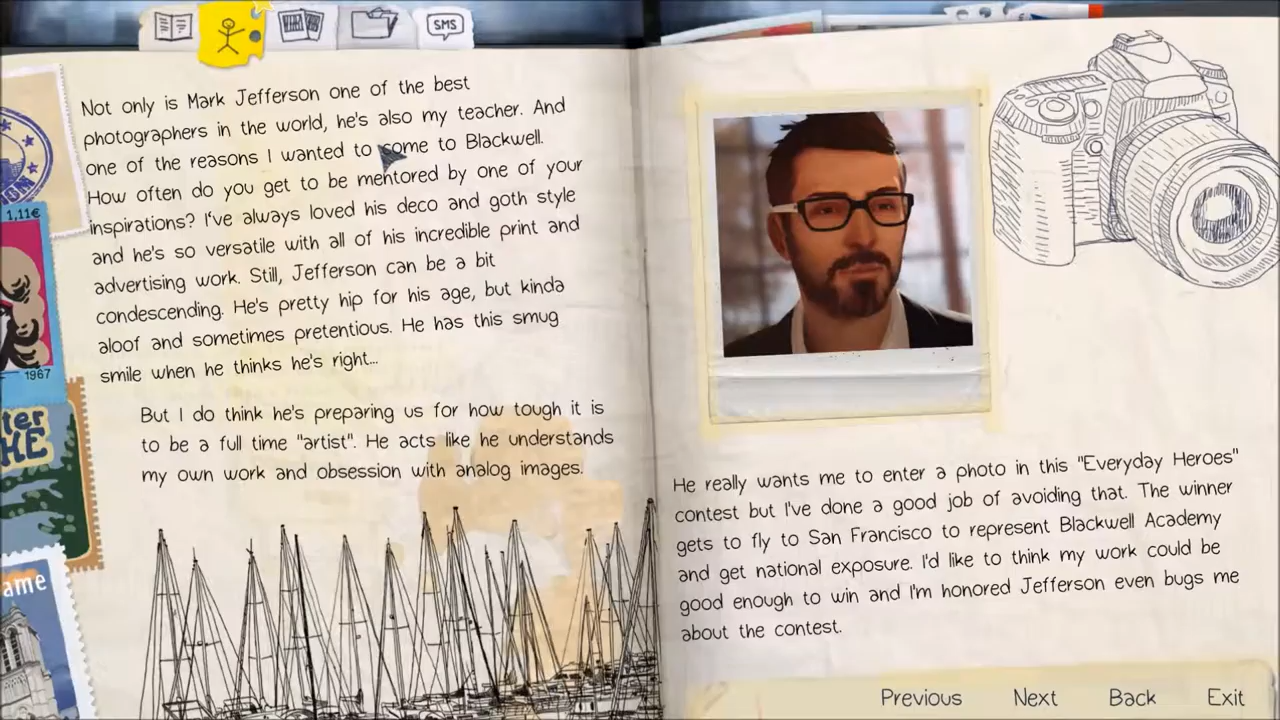 SMS
Not only is Mark Jefferson one of the best
photographers in the world, he's also my teacher. And
one of the reasons I wanted to come to Blackwell.
How often do you get to be mentored by one of your
inspirations? I've always loved his deco and goth style
and he's so versatile with all of his incredible print and
advertising work. Still, Jefferson can be a bit
condescending. He's pretty hip for his age, but kinda
aloof and sometimes pretentious. He has this smug
smile when he thinks he's right...
But I do think he's preparing us for how tough it is
to be a full time "artist". He acts like he understands
my own work and obsession with analog images.
1,11€
1967
ter
HE
ame
He really wants me to enter a photo in this "Everyday Heroes"
contest but I've done a good job of avoiding that. The winner
gets to fly to San Francisco to represent Blackwell Academy
and get national exposure. I'd like to think my work could be
good enough to win and I'm honored Jefferson even bugs me
about the contest.
Previous Next Back Exit